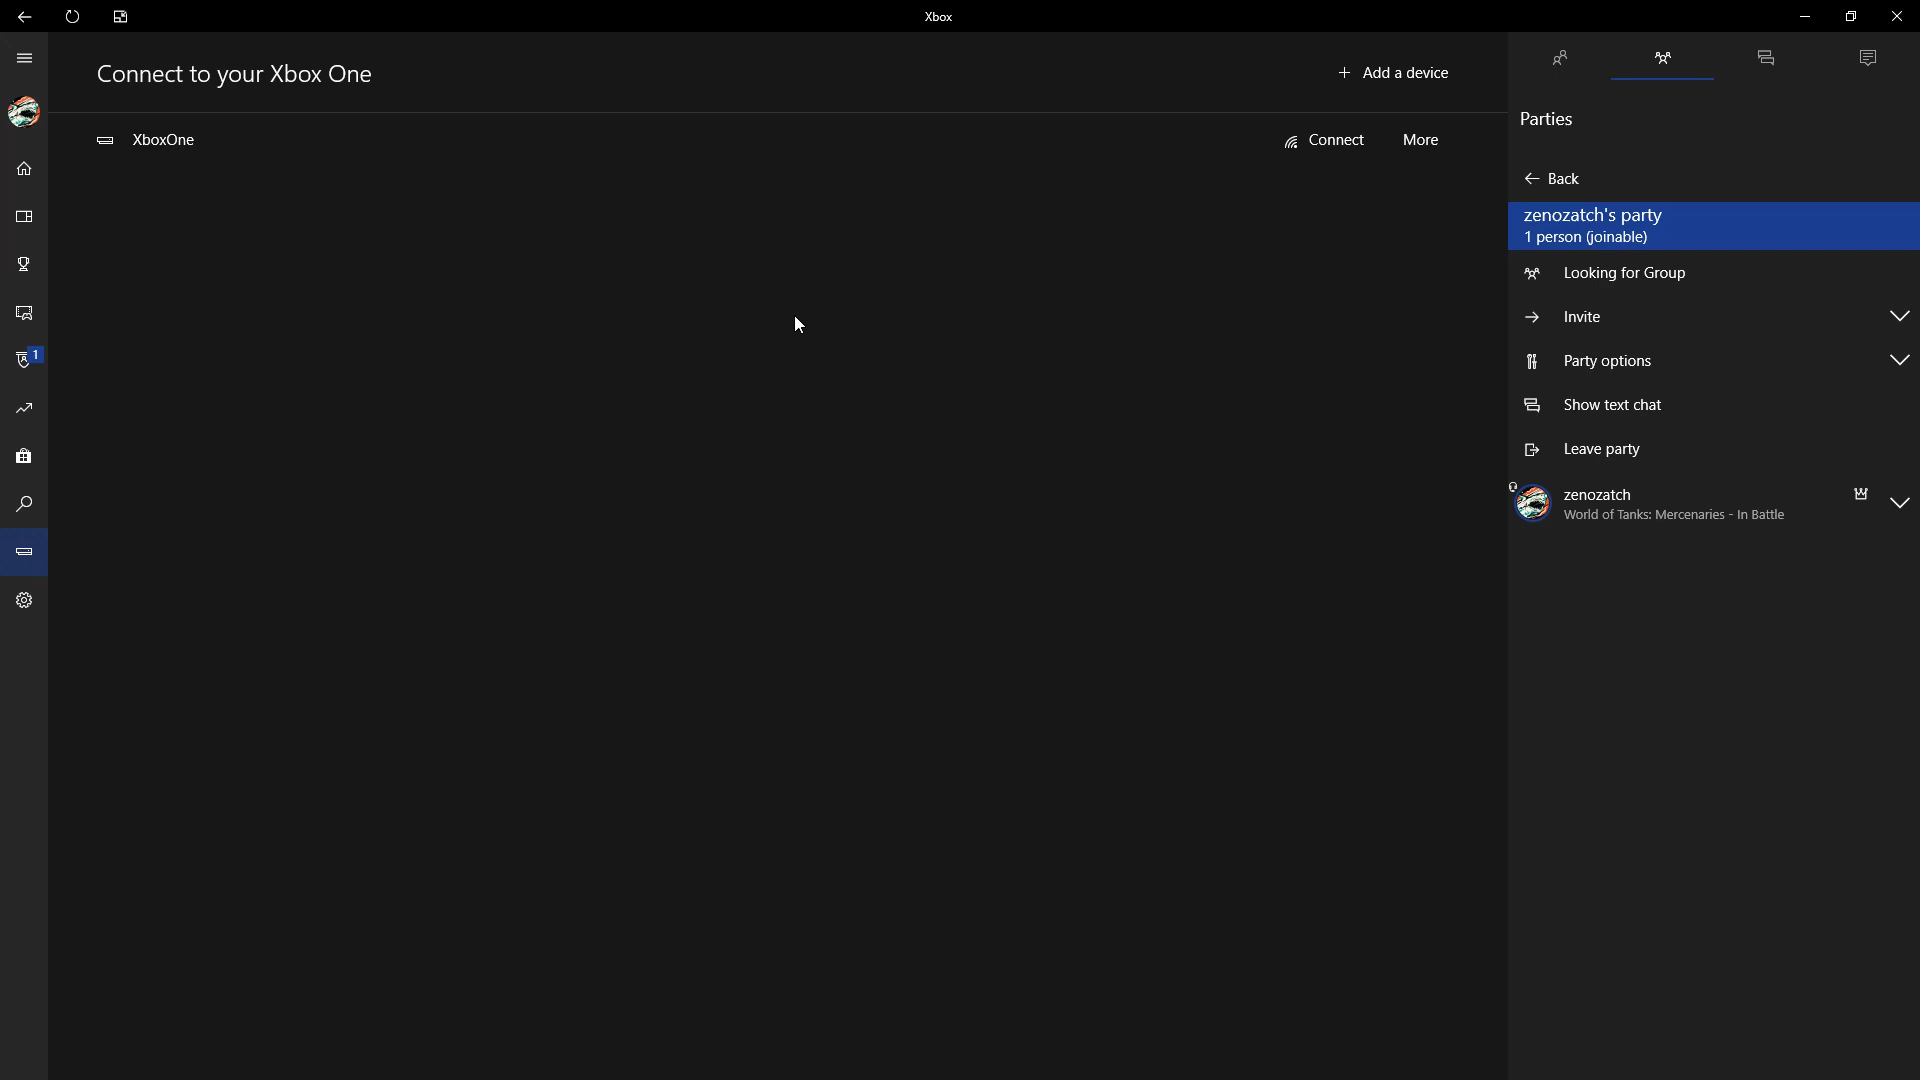 Xbox
Connect to your Xbox One
Add a device
XboxOne
Connect
More
1
Parties
Back
zenozatch's party
1 person (joinable)
Looking for Group
Invite
Party options
Show text chat
Leave party
zenozatch
World of Tanks: Mercenaries - In Battle